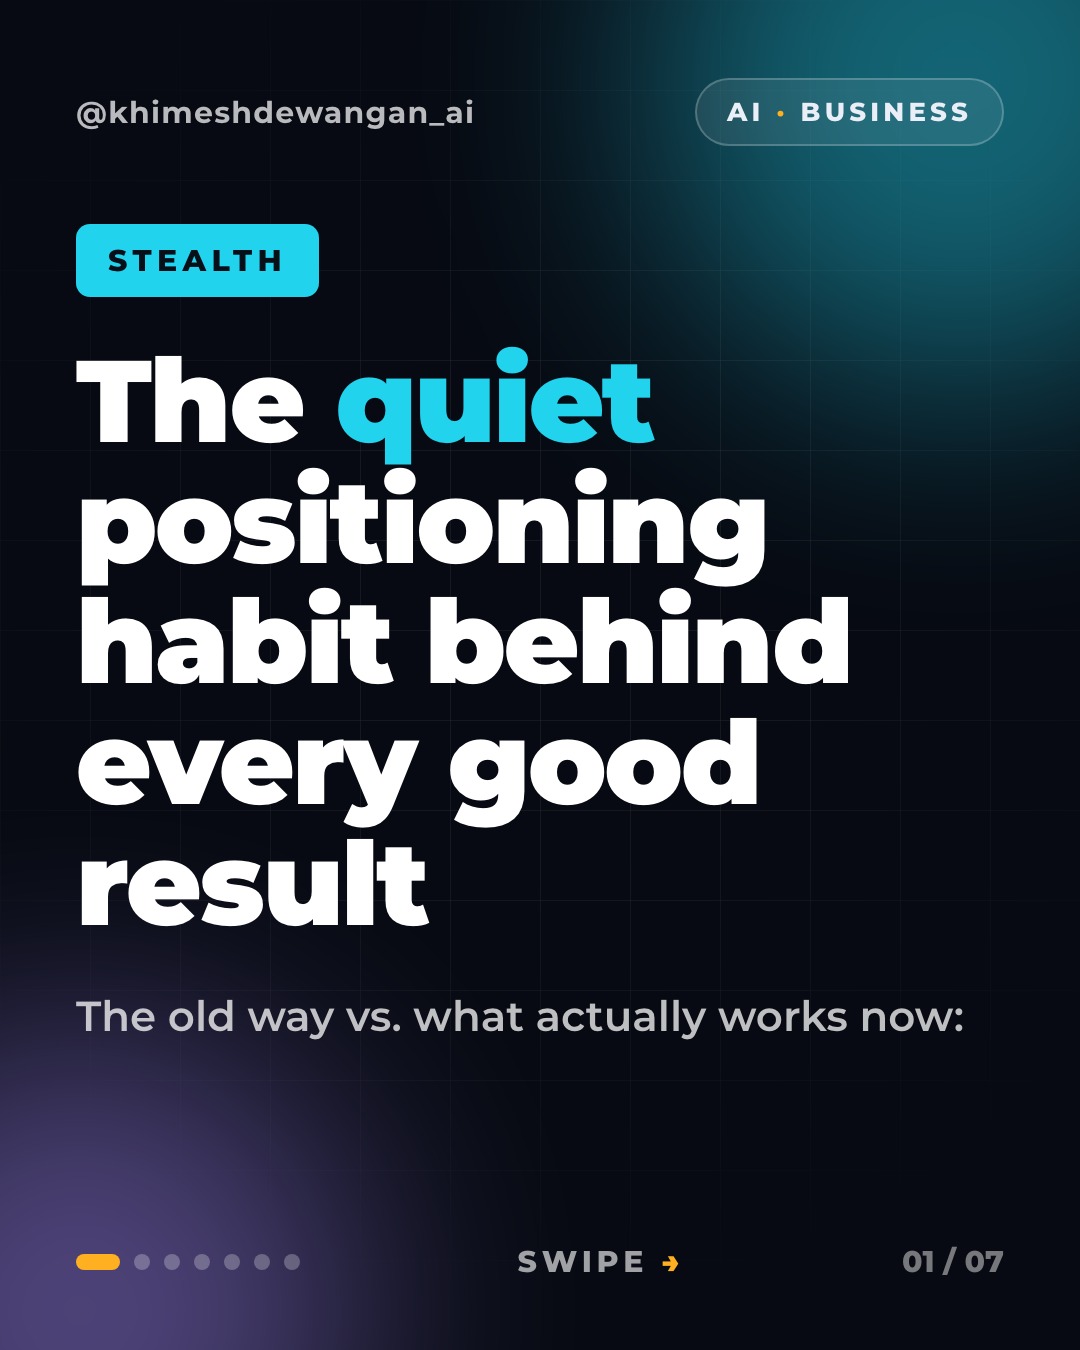 @khimeshdewangan_ai
AI · BUSINESS
STEALTH
The quiet
positioning
habit behind
every good
result
The old way vs. what actually works now:
SWIPE →
01 / 07